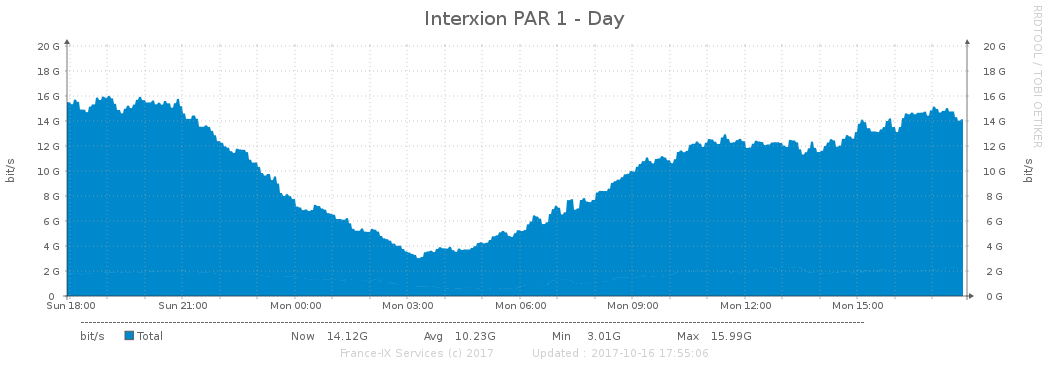 Interxion PAR 1 - Day
RRDTOOL / TOBI OETIKER
bit/s
20 G 20 G
18 G 18 G
16 G 16 G
14 G 14 G
12 G 12 G
10 G 10 G
8 G 8 G
6 G 6 G
4 G 4 G
2 G 2 G
0 0 G
bit/s
Sun 18:00 Sun 21:00 Mon 00:00 Mon 03:00 Mon 06:00 Mon 09:00 Mon 12:00 Mon 15:00
bit/s Total Now 14.12G Avg 10.23G Min 3.01G Max 15.99G
France-IX Services (c) 2017 Updated : 2017-10-16 17:55:06